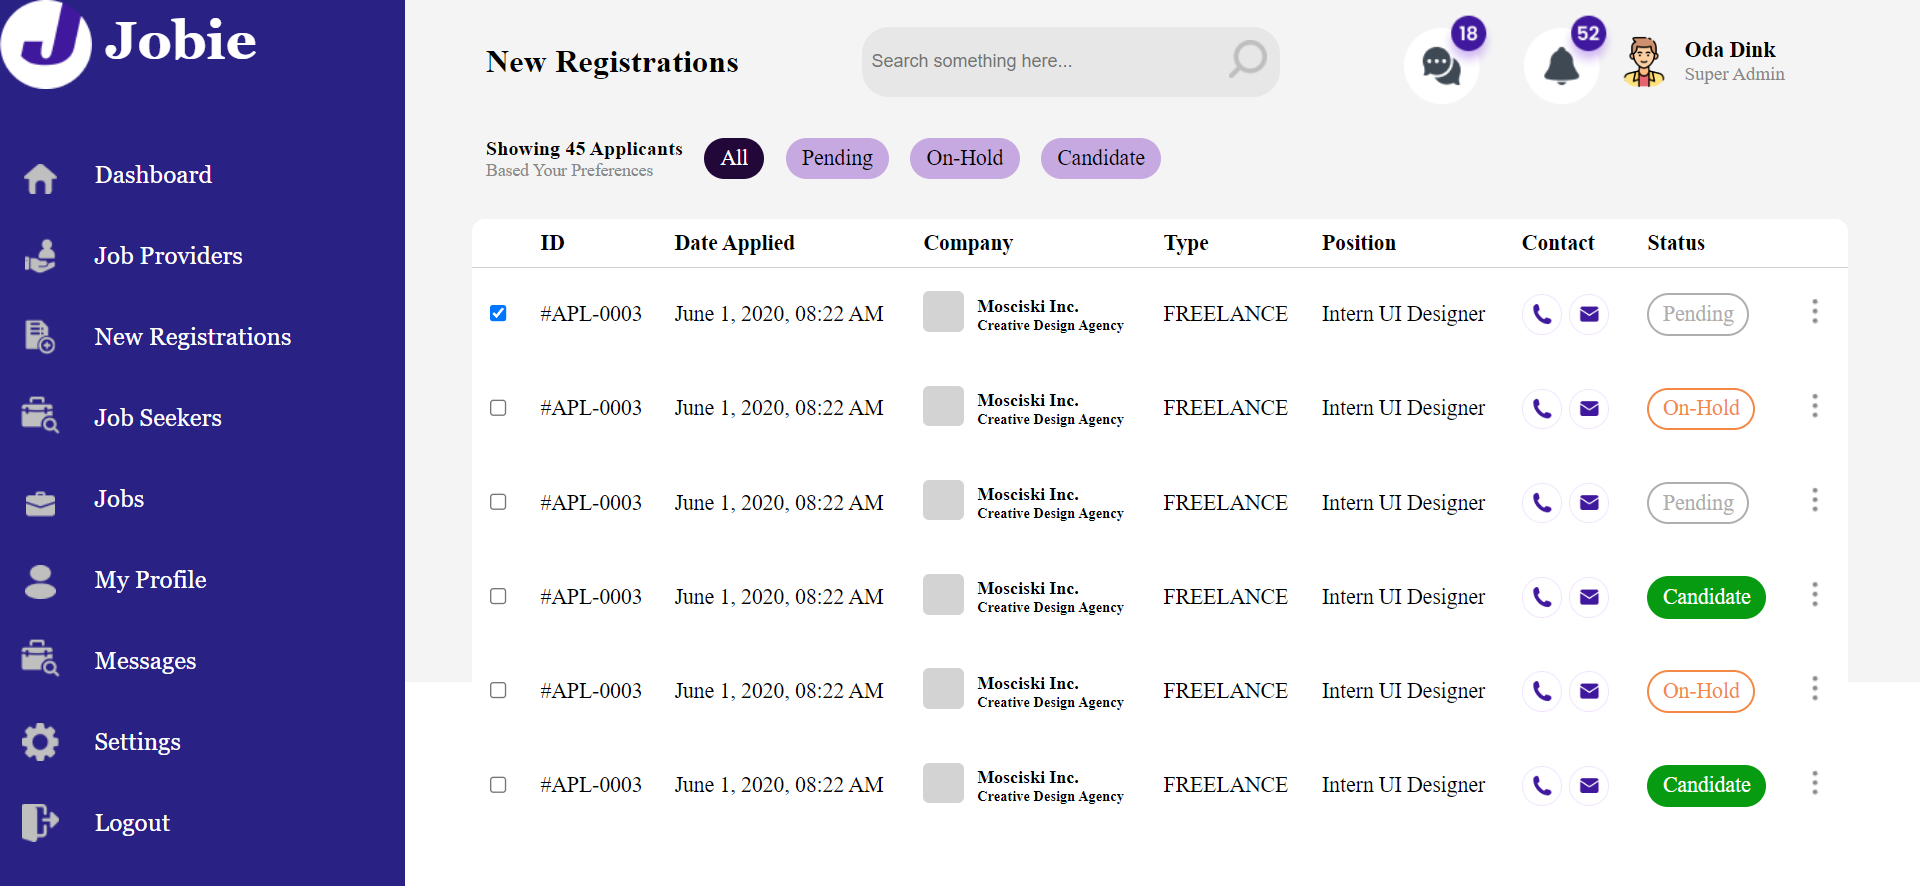 Jobie
Dashboard
Job Providers
New Registrations
Job Seekers
Jobs
My Profile
Messages
Settings
Logout
New Registrations
Search something here...
18
52
Oda Dink
Super Admin
Showing 45 Applicants
Based Your Preferences
All Pending On-Hold Candidate
ID Date Applied Company Type Position Contact Status
#APL-0003 June 1, 2020, 08:22 AM Mosciski Inc. FREELANCE Intern UI Designer Pending
Creative Design Agency
#APL-0003 June 1, 2020, 08:22 AM Mosciski Inc. FREELANCE Intern UI Designer On-Hold
Creative Design Agency
#APL-0003 June 1, 2020, 08:22 AM Mosciski Inc. FREELANCE Intern UI Designer Pending
Creative Design Agency
#APL-0003 June 1, 2020, 08:22 AM Mosciski Inc. FREELANCE Intern UI Designer Candidate
Creative Design Agency
#APL-0003 June 1, 2020, 08:22 AM Mosciski Inc. FREELANCE Intern UI Designer On-Hold
Creative Design Agency
#APL-0003 June 1, 2020, 08:22 AM Mosciski Inc. FREELANCE Intern UI Designer Candidate
Creative Design Agency